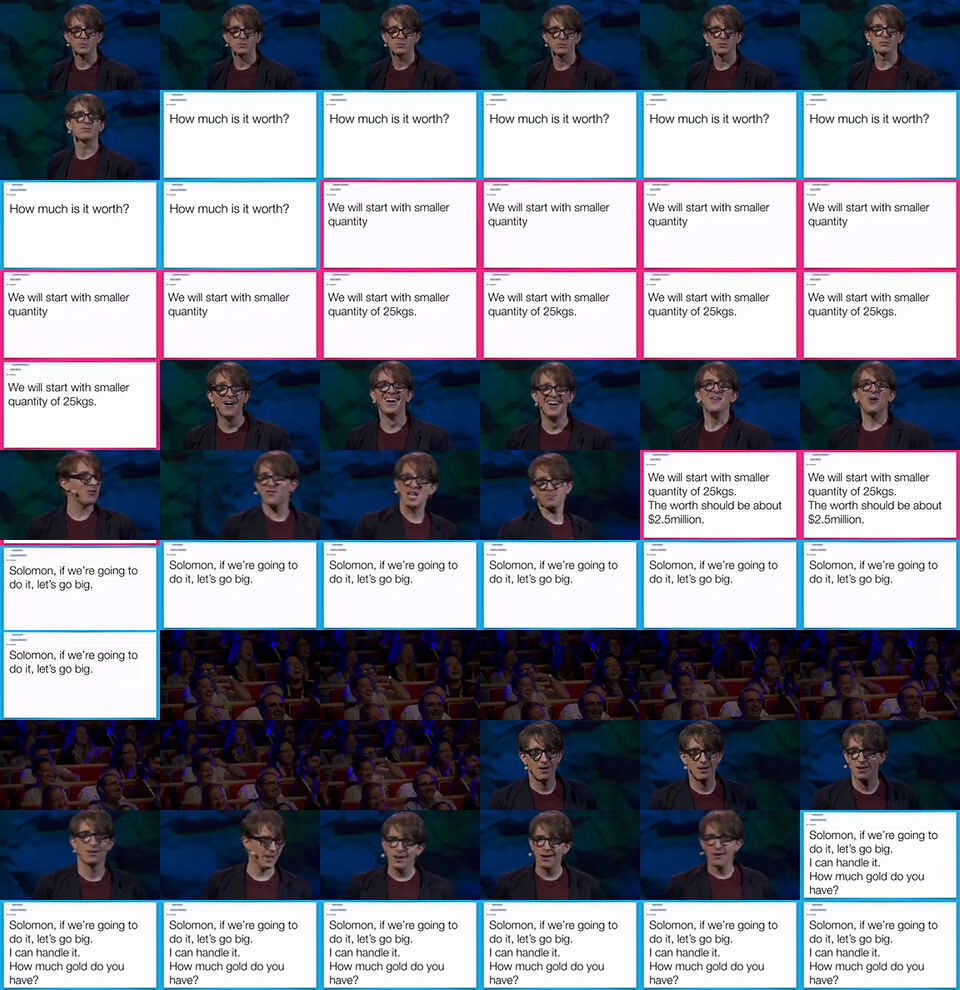 How much is it worth?
How much is it worth?
How much is it worth?
How much is it worth?
How much is it worth?
How much is it worth?
How much is it worth?
We will start with smaller
quantity
We will start with smaller
quantity
We will start with smaller
quantity
We will start with smaller
quantity
We will start with smaller
quantity
We will start with smaller
quantity
We will start with smaller
quantity of 25kgs.
We will start with smaller
quantity of 25kgs.
We will start with smaller
quantity of 25kgs.
We will start with smaller
quantity of 25kgs.
We will start with smaller
quantity of 25kgs.
We will start with smaller
quantity of 25kgs.
The worth should be about
$2.5million.
We will start with smaller
quantity of 25kgs.
The worth should be about
$2.5million.
Solomon, if we're going to
do it, let's go big.
Solomon, if we're going to
do it, let's go big.
Solomon, if we're going to
do it, let's go big.
Solomon, if we're going to
do it, let's go big.
Solomon, if we're going to
do it, let's go big.
Solomon, if we're going to
do it, let's go big.
Solomon, if we're going to
do it, let's go big.
Solomon, if we're going to
do it, let's go big.
I can handle it.
How much gold do you
have?
Solomon, if we're going to
do it, let's go big.
I can handle it.
How much gold do you
have?
Solomon, if we're going to
do it, let's go big.
I can handle it.
How much gold do you
have?
Solomon, if we're going to
do it, let's go big.
I can handle it.
How much gold do you
have?
Solomon, if we're going to
do it, let's go big.
I can handle it.
How much gold do you
have?
Solomon, if we're going to
do it, let's go big.
I can handle it.
How much gold do you
have?
Solomon, if we're going to
do it, let's go big.
I can handle it.
How much gold do you
have?